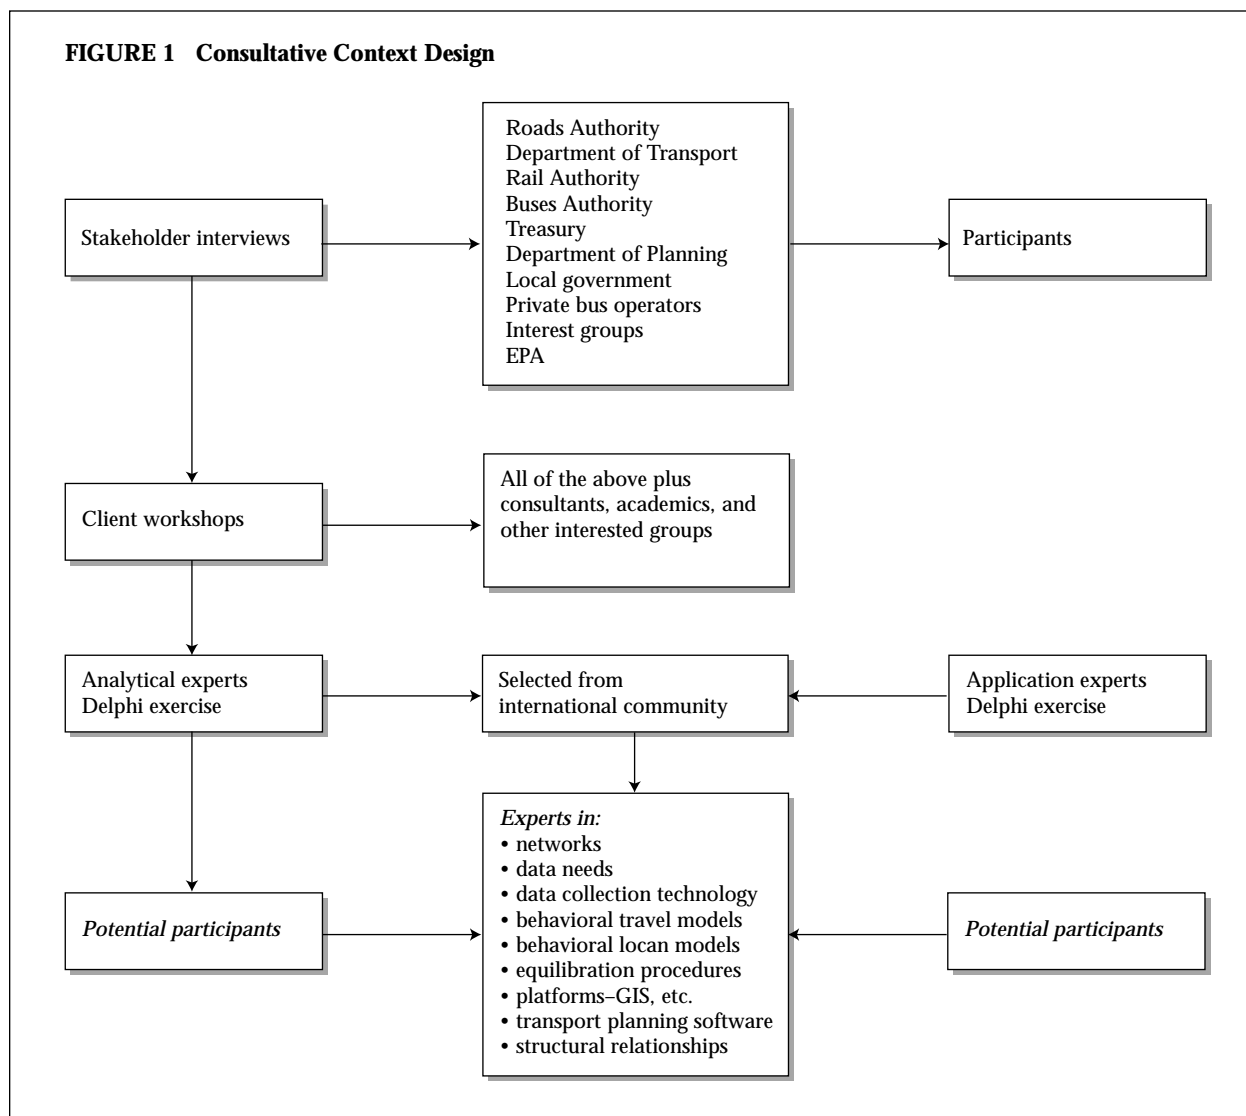 FIGURE 1 Consultative Context Design
Stakeholder interviews
Roads Authority
Department of Transport
Rail Authority
Buses Authority
Treasury
Department of Planning
Local government
Private bus operators
Interest groups
EPA
Participants
Client workshops
All of the above plus
consultants, academics, and
other interested groups
Analytical experts
Delphi exercise
Selected from
international community
Application experts
Delphi exercise
Potential participants
Experts in:
• networks
• data needs
• data collection technology
• behavioral travel models
• behavioral locan models
• equilibration procedures
• platforms–GIS, etc.
• transport planning software
• structural relationships
Potential participants